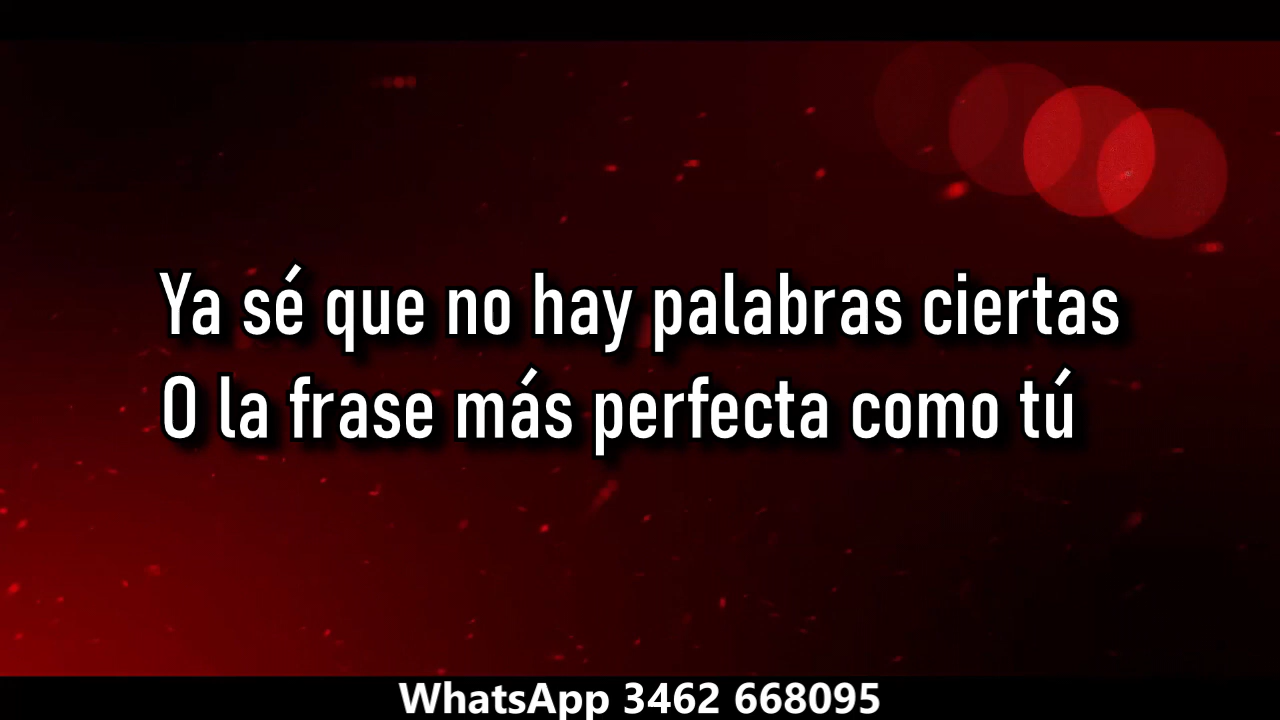 Ya sé que no hay palabras ciertas
O la frase más perfecta como tú
WhatsApp 3462 668095